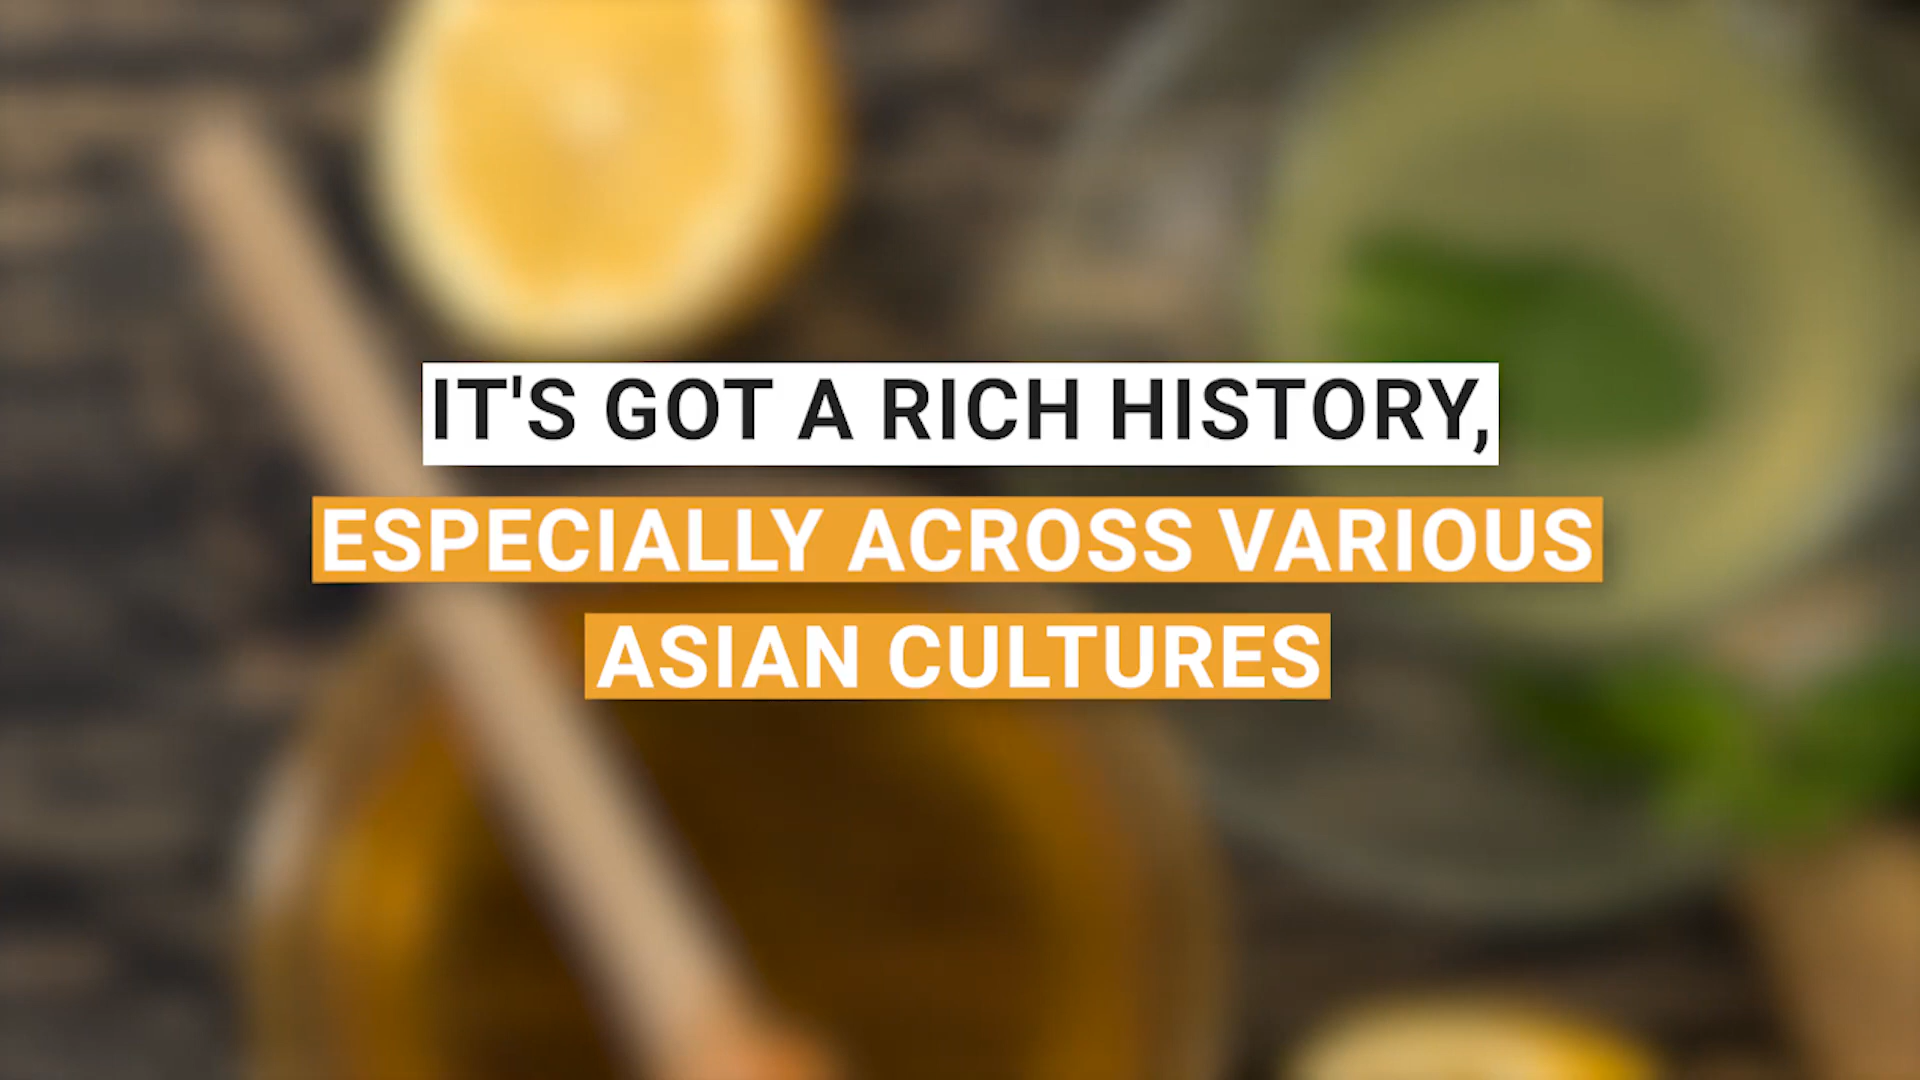 IT'S GOT A RICH HISTORY,
ESPECIALLY ACROSS VARIOUS
ASIAN CULTURES